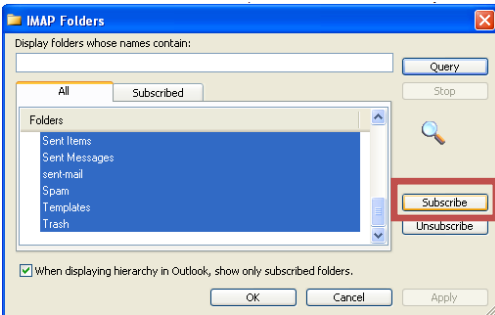 IMAP Folders
Display folders whose names contain:
Query
All
Subscribed
Stop
Folders
Sent Items
Sent Messages
sent-mail
Spam
Templates
Trash
Subscribe
Unsubscribe
When displaying hierarchy in Outlook, show only subscribed folders.
OK
Cancel
Apply